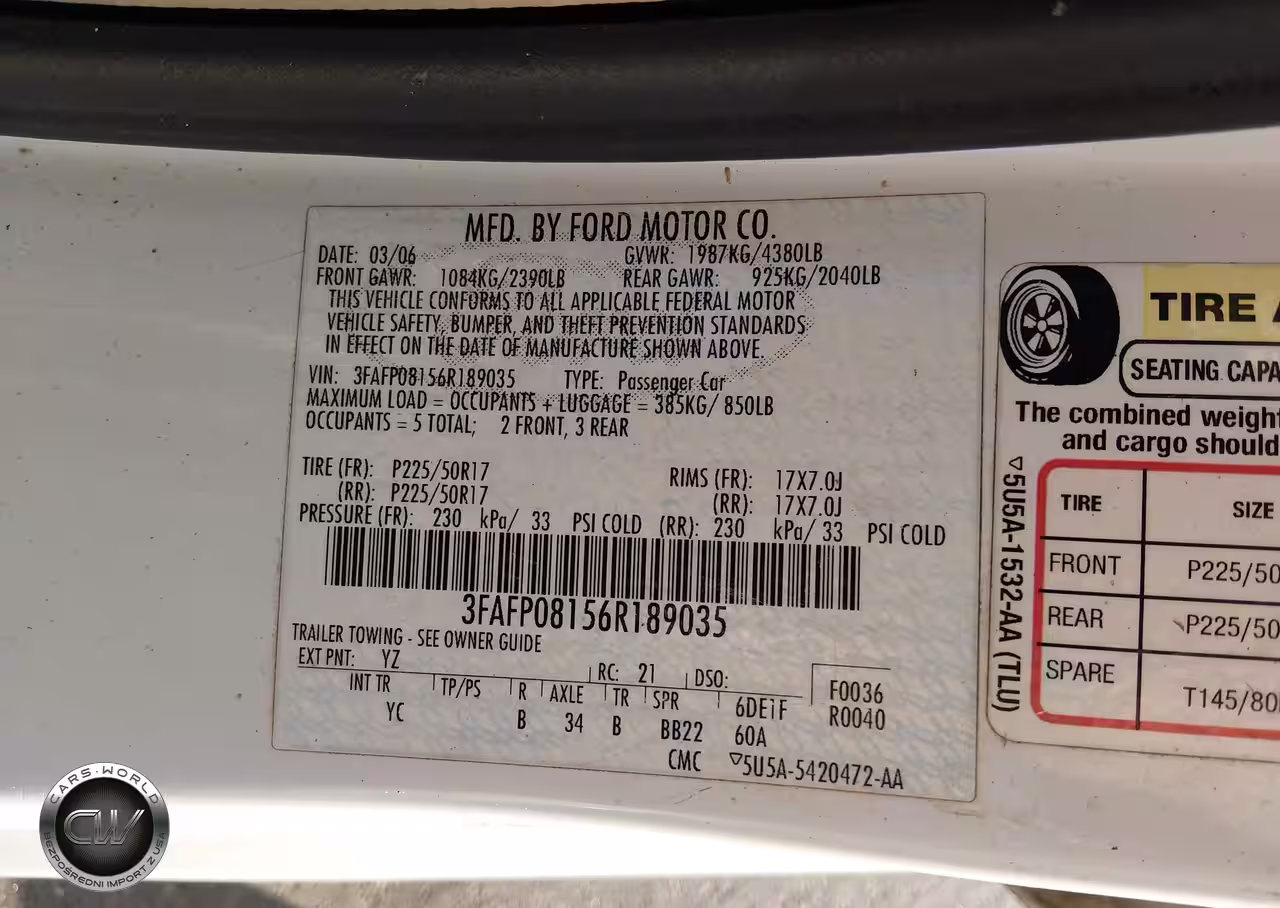 MFD. BY FORD MOTOR CO.
DATE: 03/06 GVWR: 1987KG/4380LB
FRONT GAWR: 1084KG/2390LB REAR GAWR: 925KG/2040LB
THIS VEHICLE CONFORMS TO ALL APPLICABLE FEDERAL MOTOR
VEHICLE SAFETY, BUMPER, AND THEFT PREVENTION STANDARDS
IN EFFECT ON THE DATE OF MANUFACTURE SHOWN ABOVE.
VIN: 3FAFP08156R189035 TYPE: Passenger Car
MAXIMUM LOAD = OCCUPANTS + LUGGAGE = 385KG/ 850LB
OCCUPANTS = 5 TOTAL; 2 FRONT, 3 REAR
TIRE (FR): P225/50R17 RIMS (FR): 17X7.0J
(RR): P225/50R17 (RR): 17X7.0J
PRESSURE (FR): 230 kPa/ 33 PSI COLD (RR): 230 kPa/ 33 PSI COLD
3FAFP08156R189035
TRAILER TOWING - SEE OWNER GUIDE
EXT PNT: YZ RC: 21 DSO: F0036
INT TR TP/PS R AXLE TR SPR 6DE1F R0040
YC B 34 B BB22 60A
CMC ▽5U5A-5420472-AA
TIRE A
SEATING CAPA
The combined weight
and cargo should
▽5U5A-1532-AA (TLU)
TIRE SIZE
FRONT P225/50
REAR P225/50
SPARE T145/80
CARS·WORLD
CW
BEZPOŚREDNI IMPORT Z USA